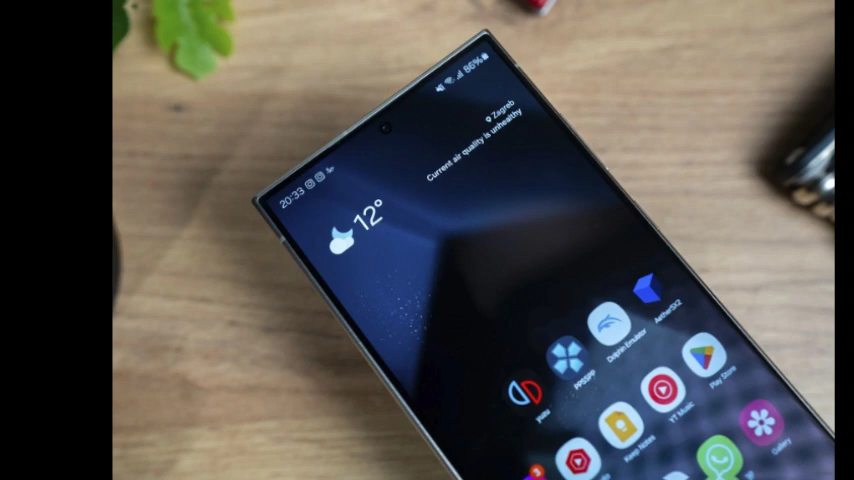 20:33
86%
Zagreb
Current air quality is unhealthy
12°
yuzu
PPSSPP
Dolphin Emulator
AetherSX2
Keep Notes
YT Music
Play Store
Gallery